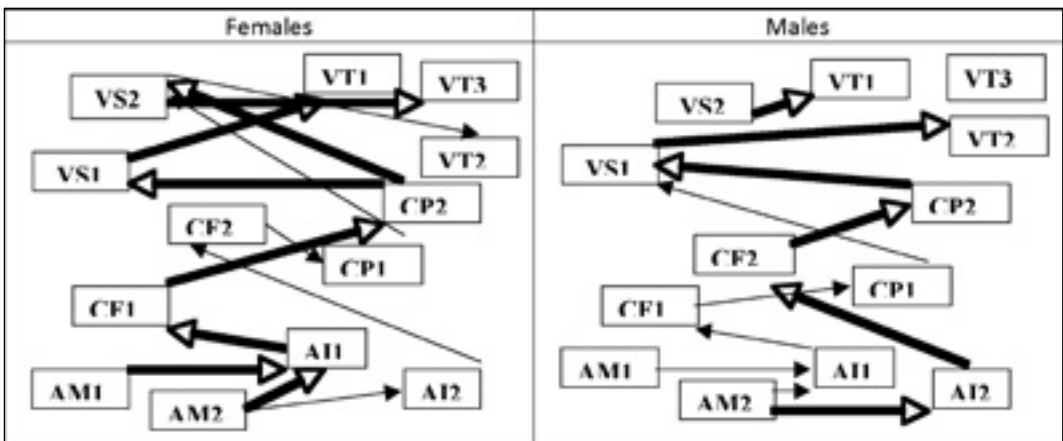 Females
VT1
VT3
VS2
VT2
VS1
CP2
CF2
CP1
CF1
AI1
AM1
AM2
AI2
Males
VT1
VT3
VS2
VT2
VS1
CP2
CF2
CP1
CF1
AM1
AI1
AM2
AI2